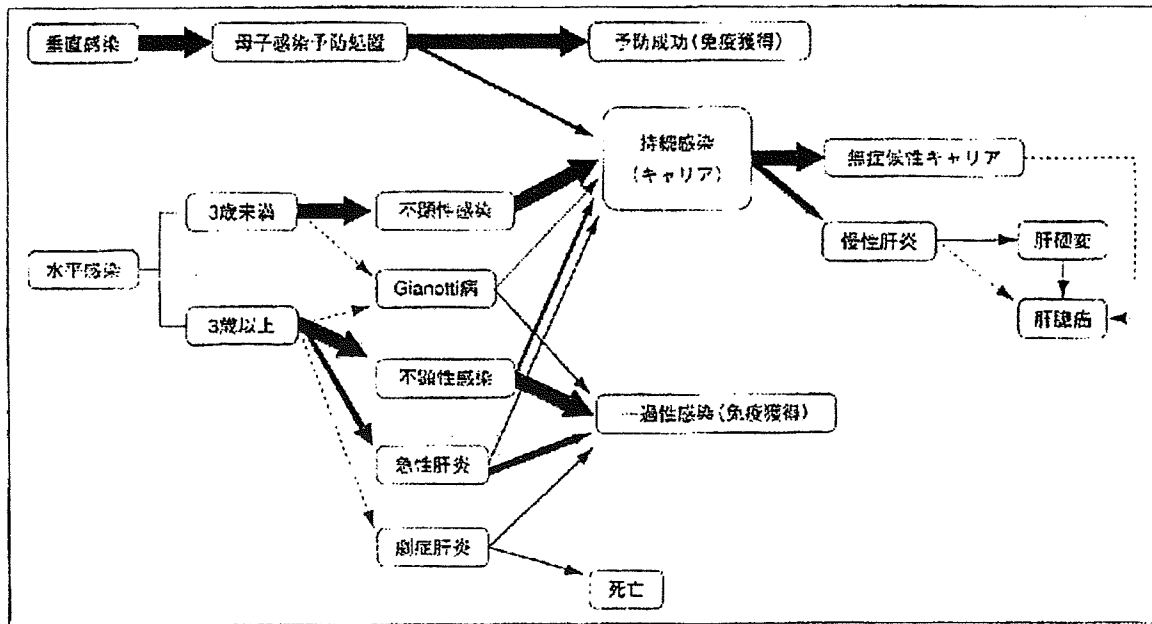 垂直感染
母子感染予防処置
予防成功(免疫獲得)
持続感染
(キャリア)
無症候性キャリア
3歳未満
不顕性感染
慢性肝炎
肝硬変
水平感染
Gianotti病
3歳以上
肝細胞癌
不顕性感染
一過性感染(免疫獲得)
急性肝炎
劇症肝炎
死亡